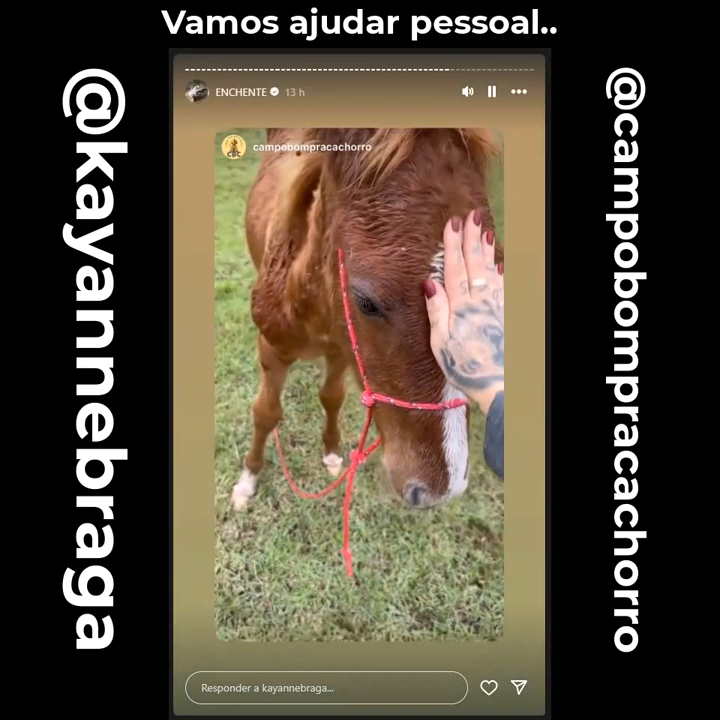 Vamos ajudar pessoal..
@kayannebraga
ENCHENTE 13 h
campobompracachorro
Responder a kayannebraga...
@campobompracachorro